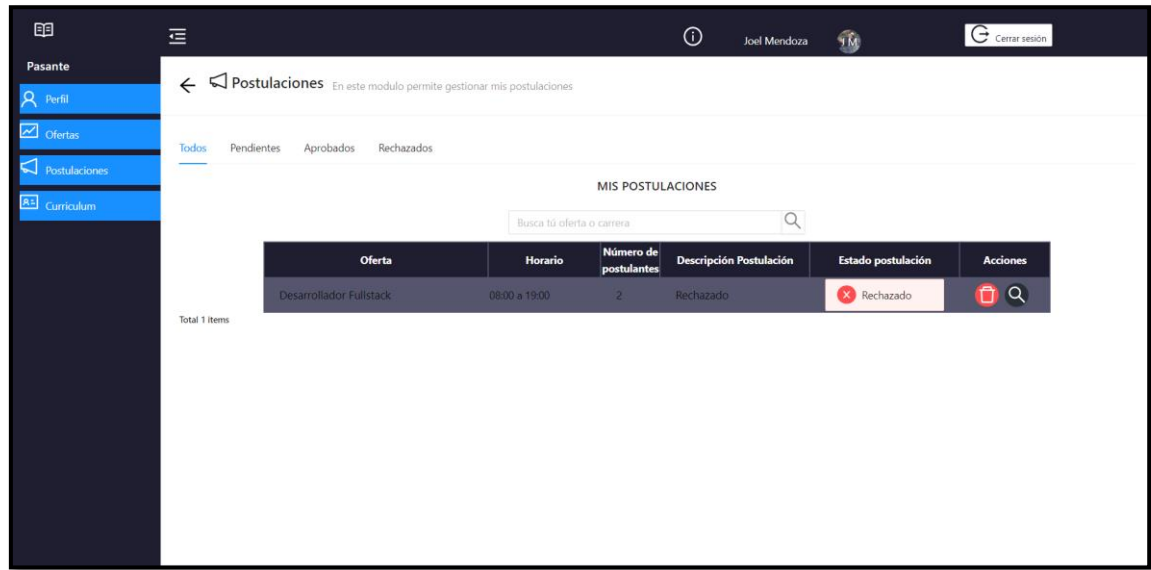 Joel Mendoza
JM
Cerrar sesión
Pasante
Perfil
Ofertas
Postulaciones
Curriculum
Postulaciones En este modulo permite gestionar mis postulaciones
Todos Pendientes Aprobados Rechazados
MIS POSTULACIONES
Busca tú oferta o carrera
Oferta Horario Número de postulantes Descripción Postulación Estado postulación Acciones
Desarrollador Fullstack 08:00 a 19:00 2 Rechazado Rechazado
Total 1 items